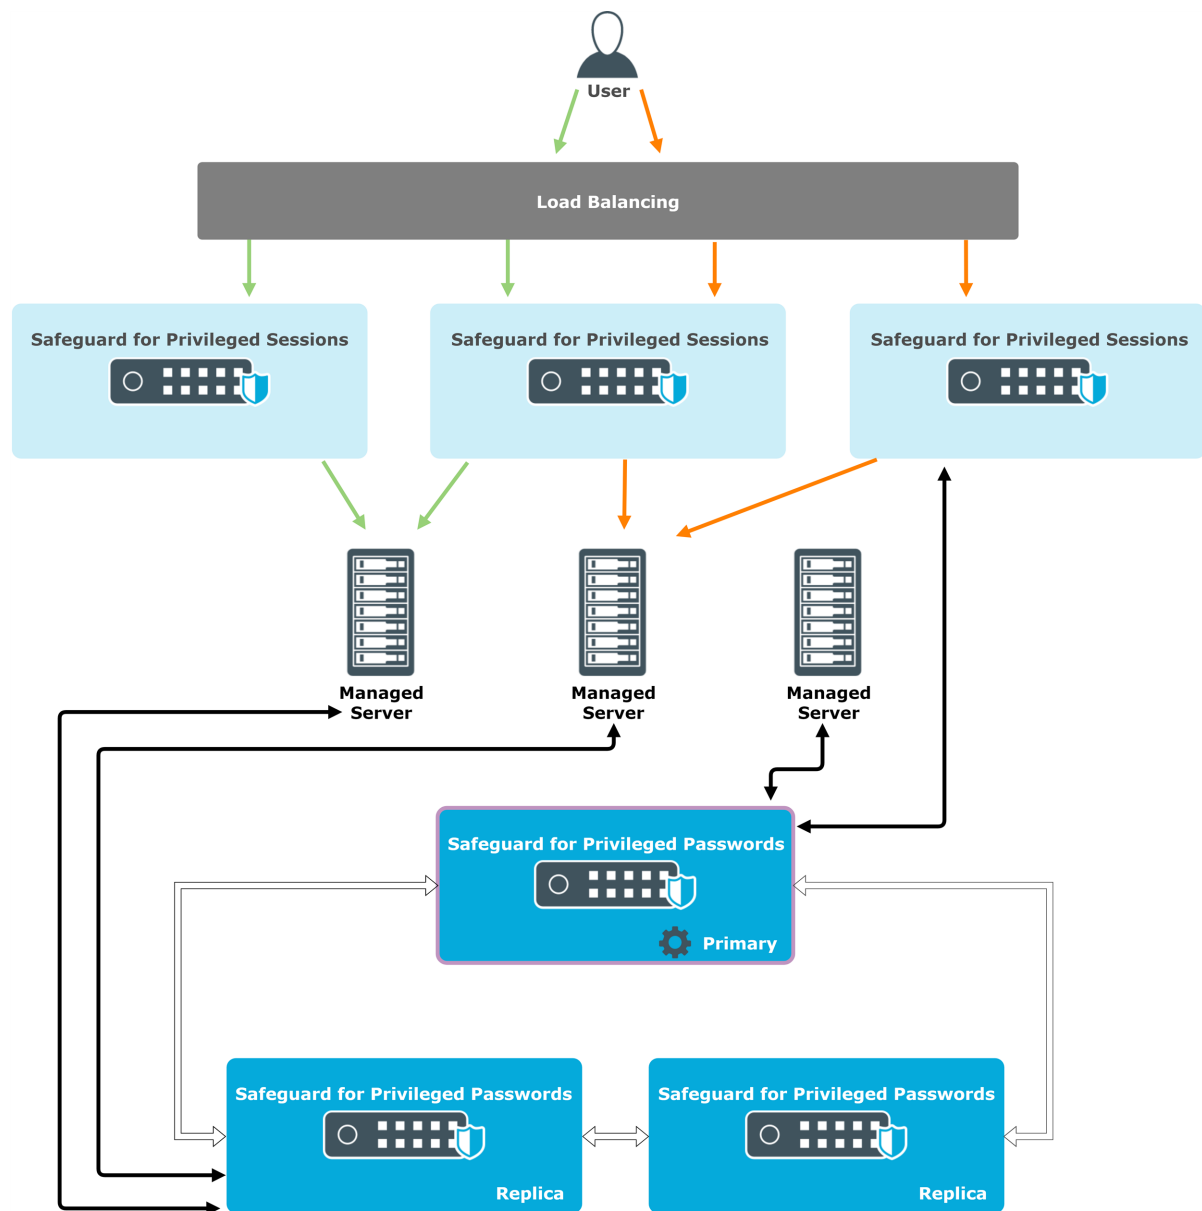 User
Load Balancing
Safeguard for Privileged Sessions
Safeguard for Privileged Sessions
Safeguard for Privileged Sessions
Managed
Server
Managed
Server
Managed
Server
Safeguard for Privileged Passwords
Primary
Safeguard for Privileged Passwords
Replica
Safeguard for Privileged Passwords
Replica